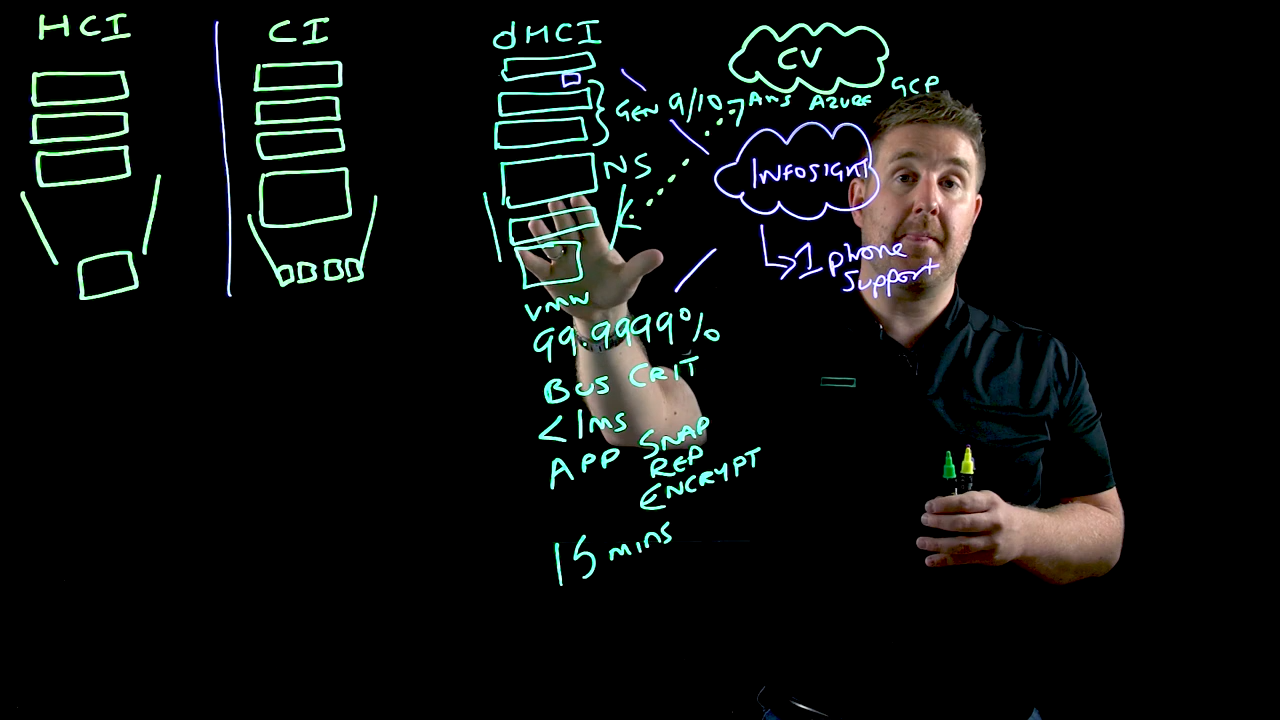 HCI
CI
dHCI
CV
GEN 9/10
AWS AZURE GCP
NS
INFOSIGHT
1 phone
support
VMW
99.9999%
BUS CRIT
<1ms
APP SNAP
REP
ENCRYPT
15 mins